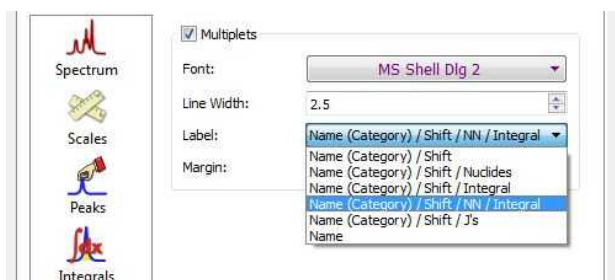 Spectrum
Scales
Peaks
Integrals
Multiplets
Font:
MS Shell Dlg 2
Line Width:
2.5
Label:
Name (Category) / Shift / NN / Integral
Name (Category) / Shift
Name (Category) / Shift / Nuclides
Name (Category) / Shift / Integral
Name (Category) / Shift / NN / Integral
Name (Category) / Shift / J's
Name
Margin: